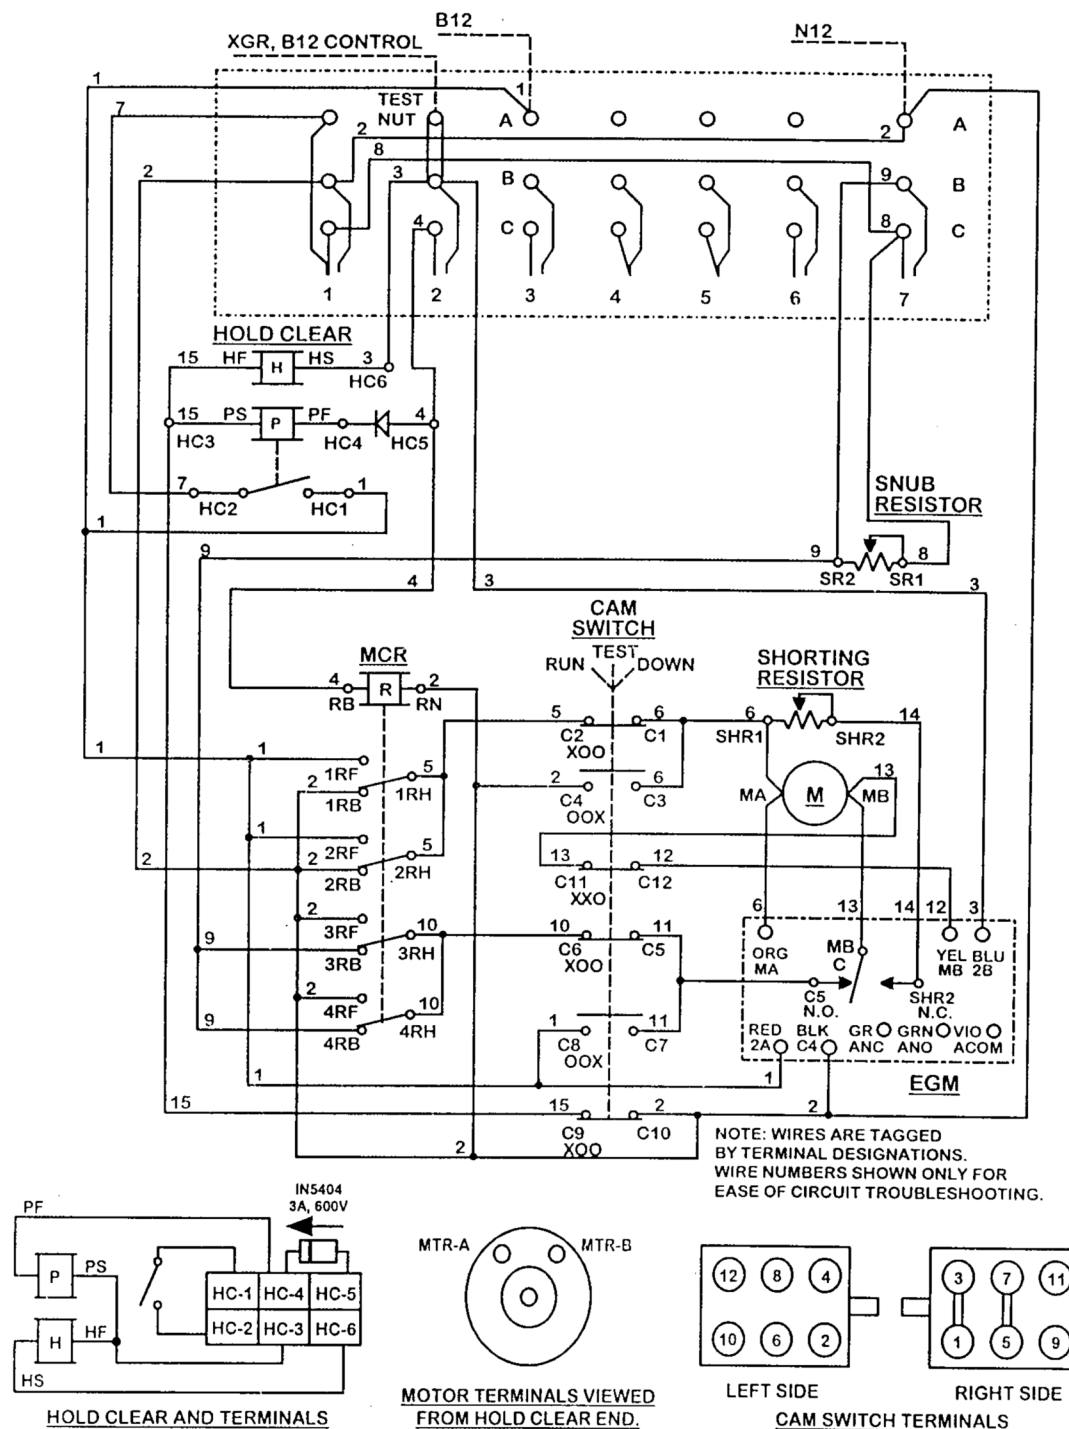 B12
N12
XGR, B12 CONTROL
1
1
7
TEST
NUT
A
2
2
A
8
2
3
B
9
B
4
C
8
C
1
2
3
4
5
6
7
HOLD CLEAR
15
HF
H
HS
3
HC6
15
PS
P
PF
4
HC3
HC4
HC5
SNUB
RESISTOR
7
HC2
HC1
1
1
9
9
8
SR2
SR1
4
3
3
CAM
SWITCH
MCR
TEST
RUN
DOWN
SHORTING
RESISTOR
4
R
2
RB
RN
5
6
6
14
C2
C1
SHR1
SHR2
XOO
1
1
1RF
5
2
1RB
1RH
2
6
C4
C3
OOX
MA
M
MB
13
1
2RF
5
2
2
2RB
2RH
13
12
C11
C12
XXO
2
3RF
10
9
3RB
3RH
10
11
C6
C5
XOO
6
13
14
12
3
ORG
MA
MB
C
YEL
MB
BLU
2B
2
4RF
10
9
4RB
4RH
C5
N.O.
SHR2
N.C.
1
11
C8
C7
OOX
RED
2A
BLK
C4
GR
ANC
GRN
ANO
VIO
ACOM
1
1
EGM
15
15
2
2
C9
C10
XOO
2
NOTE: WIRES ARE TAGGED
BY TERMINAL DESIGNATIONS.
WIRE NUMBERS SHOWN ONLY FOR
EASE OF CIRCUIT TROUBLESHOOTING.
IN5404
3A, 600V
PF
P
PS
HC-1
HC-4
HC-5
HC-2
HC-3
HC-6
H
HF
HS
HOLD CLEAR AND TERMINALS
MTR-A
MTR-B
MOTOR TERMINALS VIEWED
FROM HOLD CLEAR END.
12
8
4
3
7
11
10
6
2
1
5
9
LEFT SIDE
RIGHT SIDE
CAM SWITCH TERMINALS